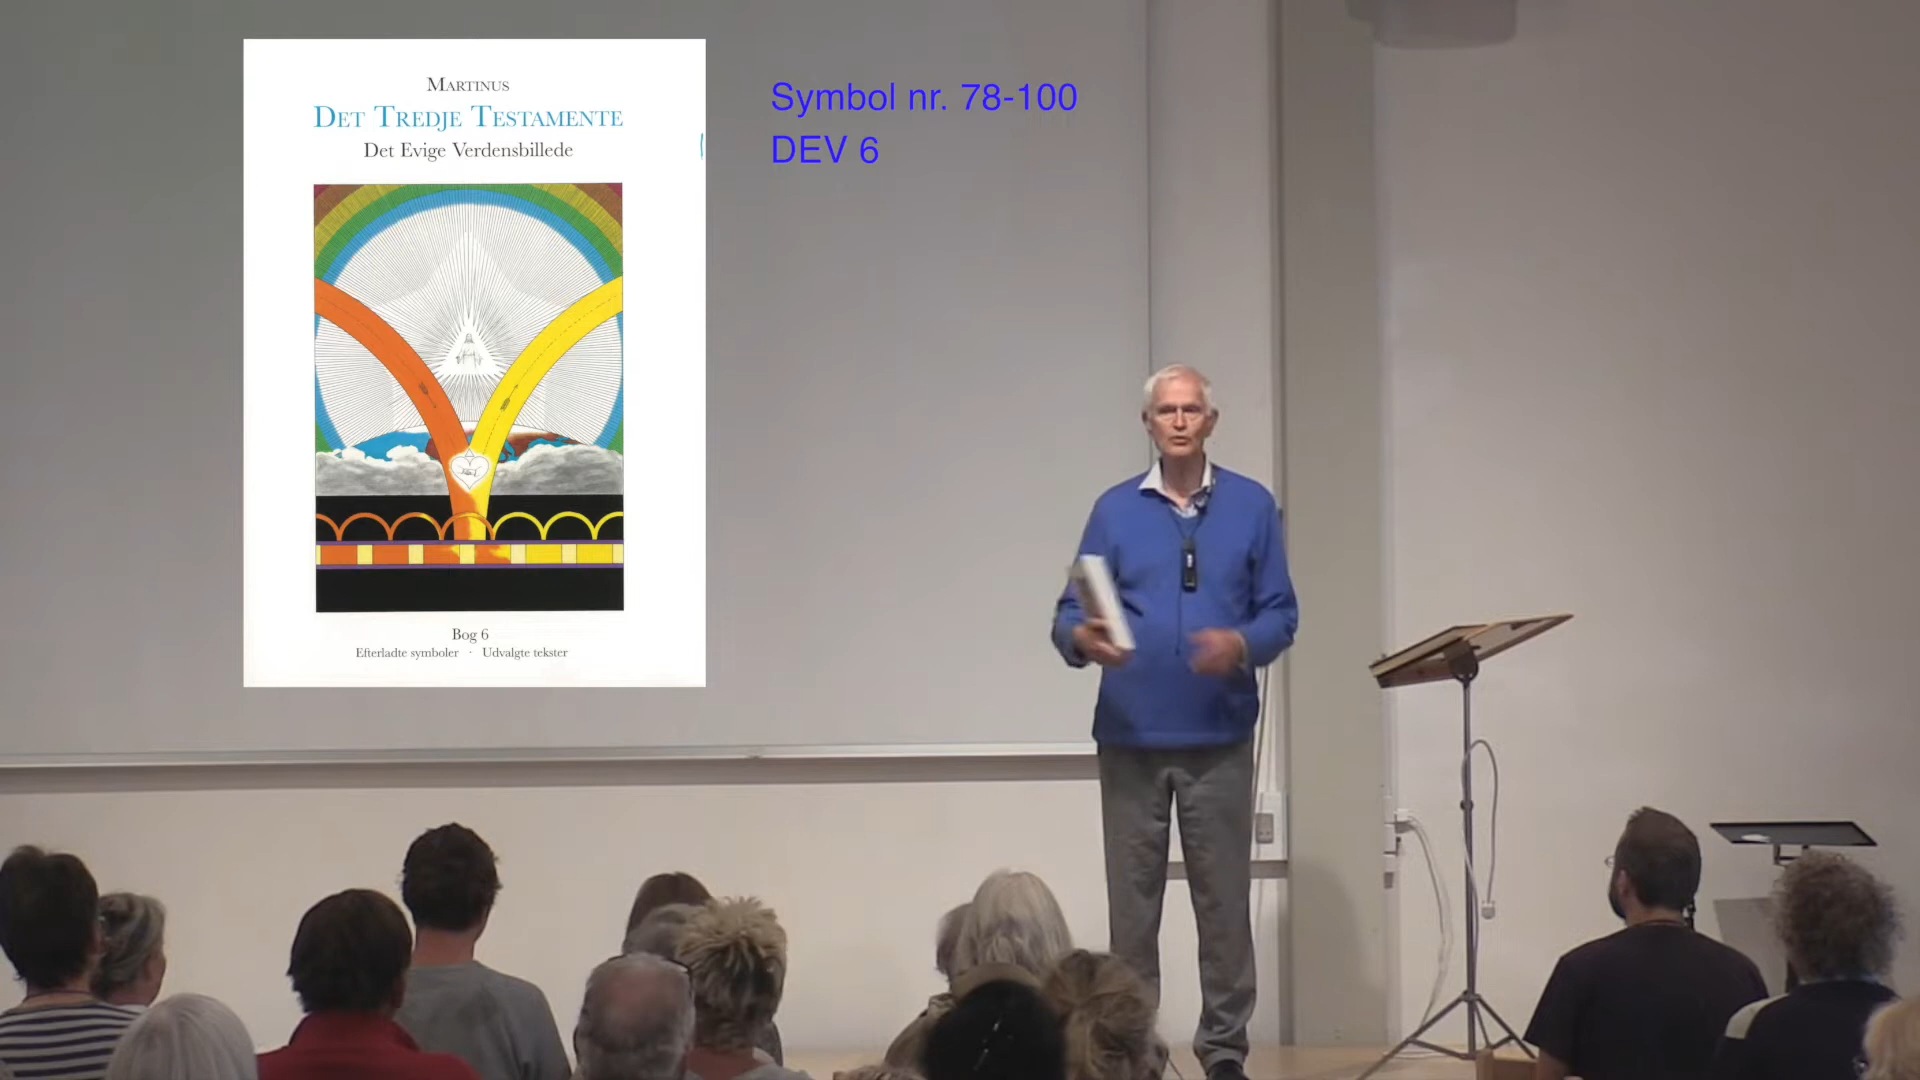 MARTINUS
DET TREDJE TESTAMENTE
Det Evige Verdensbillede
Bog 6
Efterladte symboler · Udvalgte tekster
Symbol nr. 78-100
DEV 6